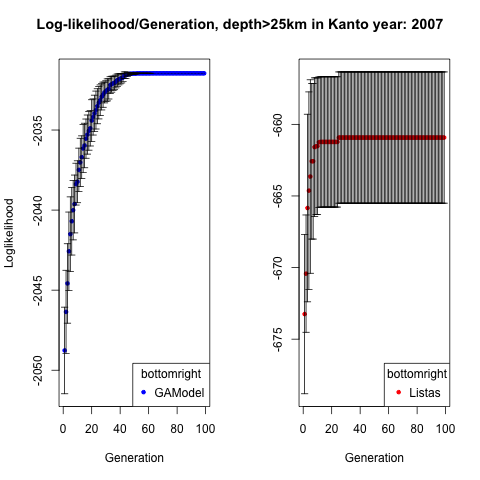 Log-likelihood/Generation, depth>25km in Kanto year: 2007
Loglikelihood
-2035
-2040
-2045
-2050
0 20 40 60 80 100
Generation
bottomright
GAModel
-660
-665
-670
-675
0 20 40 60 80 100
Generation
bottomright
Listas